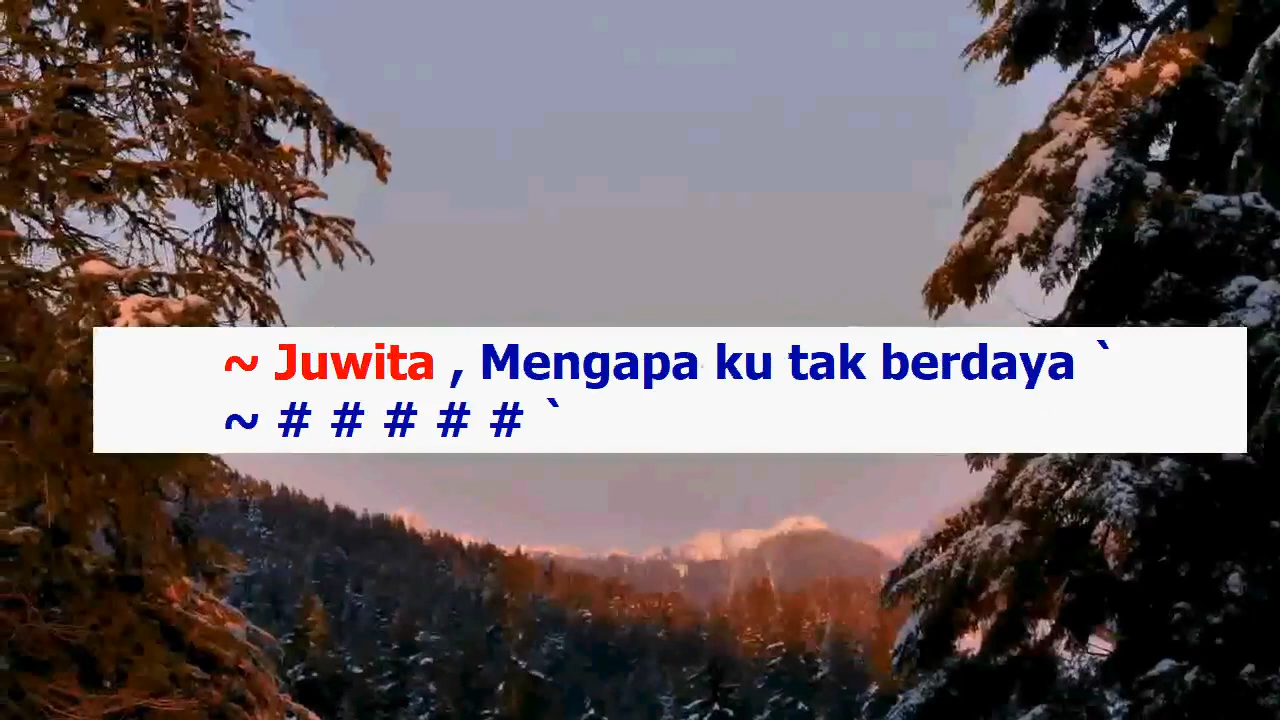 ~ Juwita , Mengapa ku tak berdaya `
~ # # # # # `